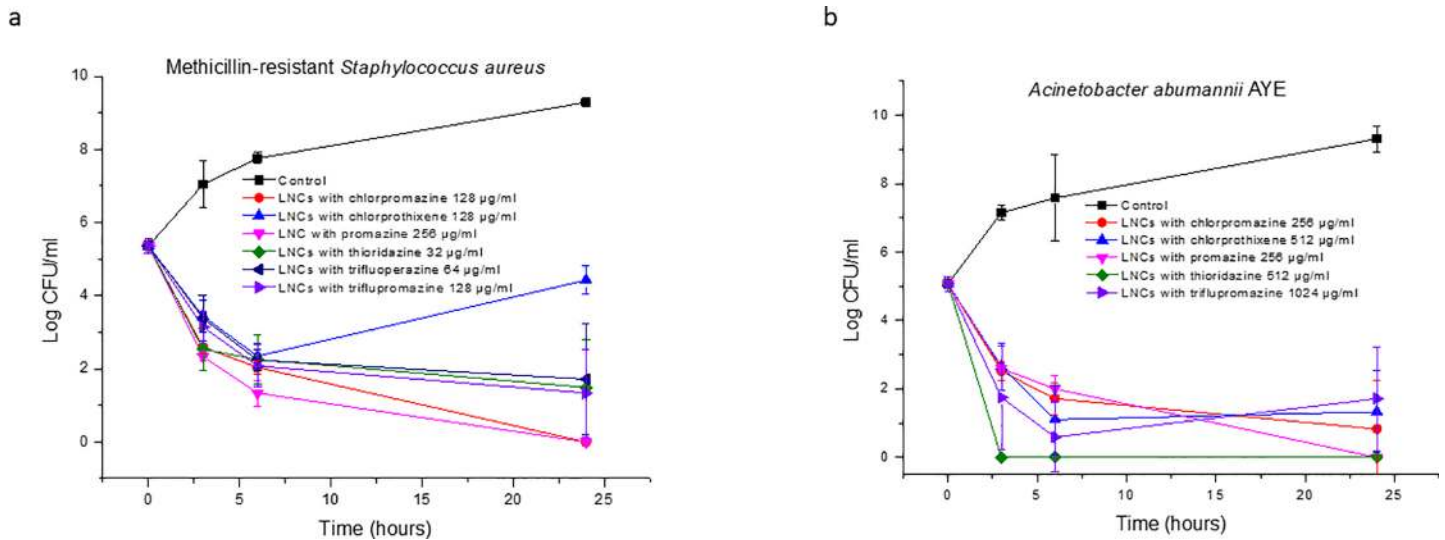 a
Methicillin-resistant Staphylococcus aureus
10
8
6
4
2
0
Log CFU/ml
Control
LNCs with chlorpromazine 128 µg/ml
LNCs with chlorprothixene 128 µg/ml
LNC with promazine 256 µg/ml
LNCs with thioridazine 32 µg/ml
LNCs with trifluoperazine 64 µg/ml
LNCs with triflupromazine 128 µg/ml
0 5 10 15 20 25
Time (hours)
b
Acinetobacter abumannii AYE
10
8
6
4
2
0
Log CFU/ml
Control
LNCs with chlorpromazine 256 µg/ml
LNCs with chlorprothixene 512 µg/ml
LNCs with promazine 256 µg/ml
LNCs with thioridazine 512 µg/ml
LNCs with triflupromazine 1024 µg/ml
0 5 10 15 20 25
Time (hours)